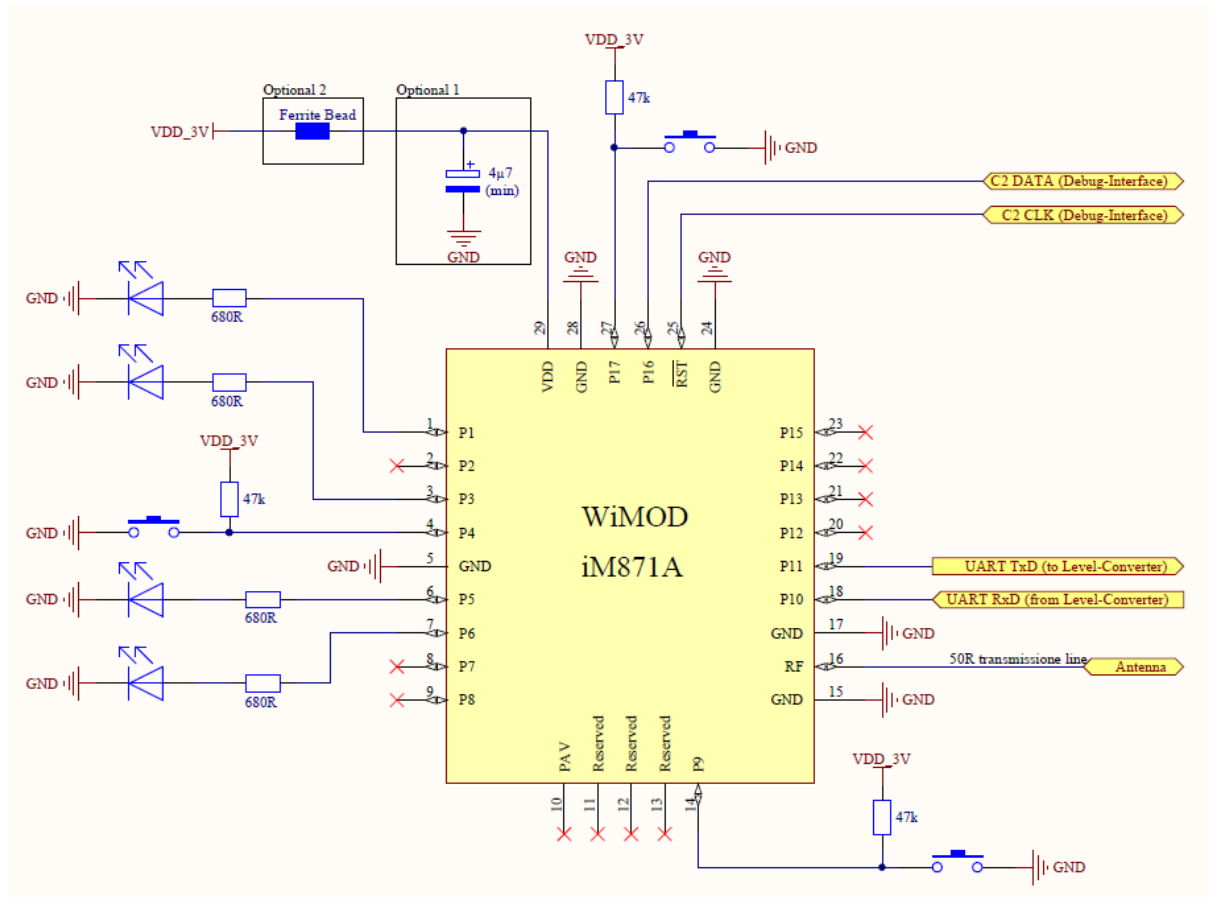 VDD_3V
Optional 2
Optional 1
Ferrite Bead
47k
VDD_3V
GND
4µ7
+
(min)
C2 DATA (Debug-Interface)
C2 CLK (Debug-Interface)
GND
GND
GND
GND
680R
29
28
27
26
25
24
VDD
GND
P17
P16
RST
GND
GND
680R
1
P1
P15
23
VDD_3V
2
P2
P14
22
47k
3
P3
WiMOD
P13
21
GND
4
P4
P12
20
GND
5
GND
iM871A
P11
19
UART TxD (to Level-Converter)
GND
680R
6
P5
P10
18
UART RxD (from Level-Converter)
7
P6
GND
17
GND
8
P7
RF
16
50R transmissione line
Antenna
GND
680R
9
P8
GND
15
GND
PAV
Reserved
Reserved
Reserved
P9
10
11
12
13
14
VDD_3V
47k
GND